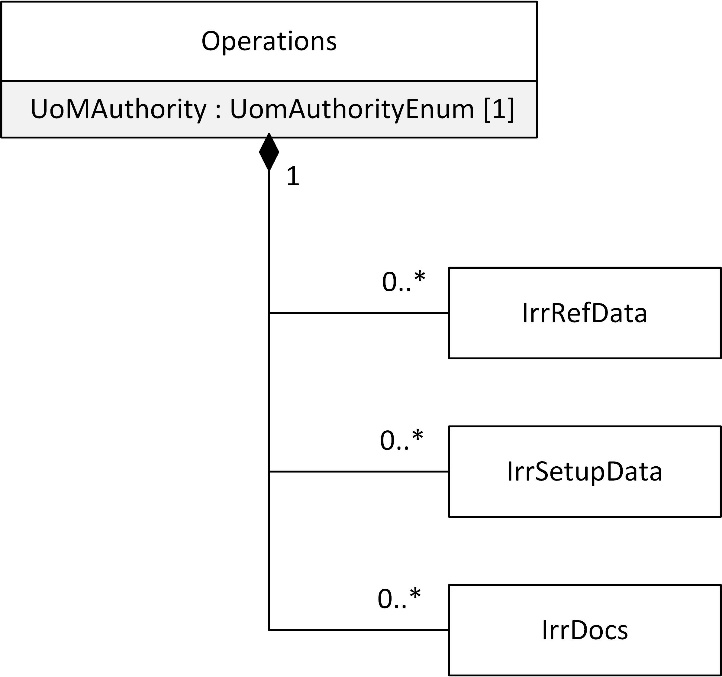 Operations
UoMAuthority : UomAuthorityEnum [1]
1
0..*
IrrRefData
0..*
IrrSetupData
0..*
IrrDocs